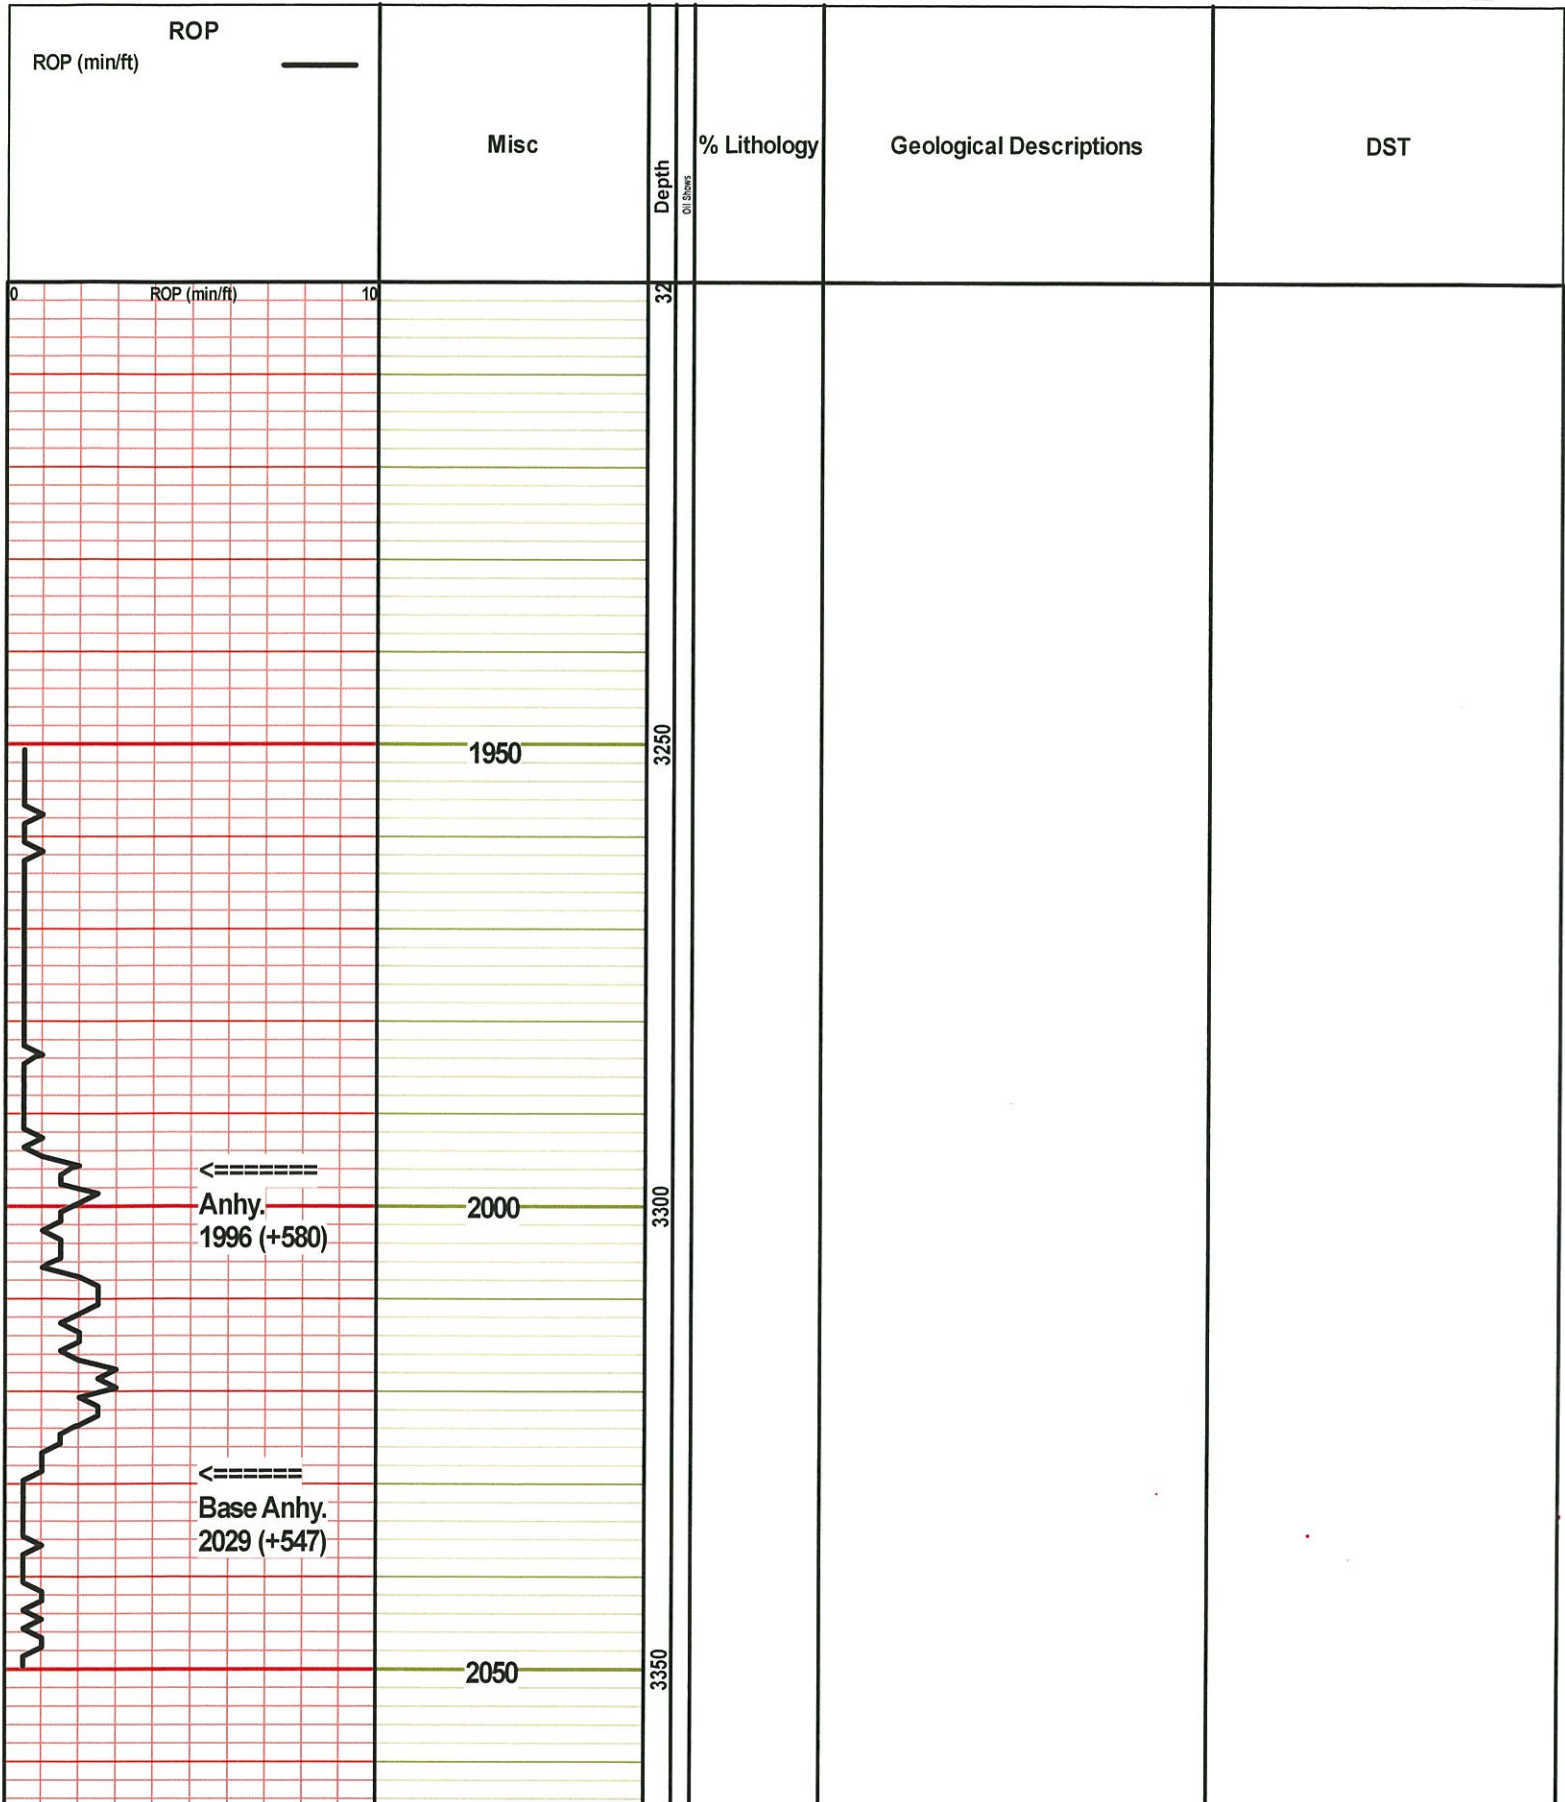 ROP
ROP (min/ft)
Misc
Depth
Oil Shows
% Lithology
Geological Descriptions
DST
0 ROP (min/ft) 10
32
1950
3250
<=======
Anhy.
1996 (+580)
2000
3300
<======
Base Anhy.
2029 (+547)
2050
3350